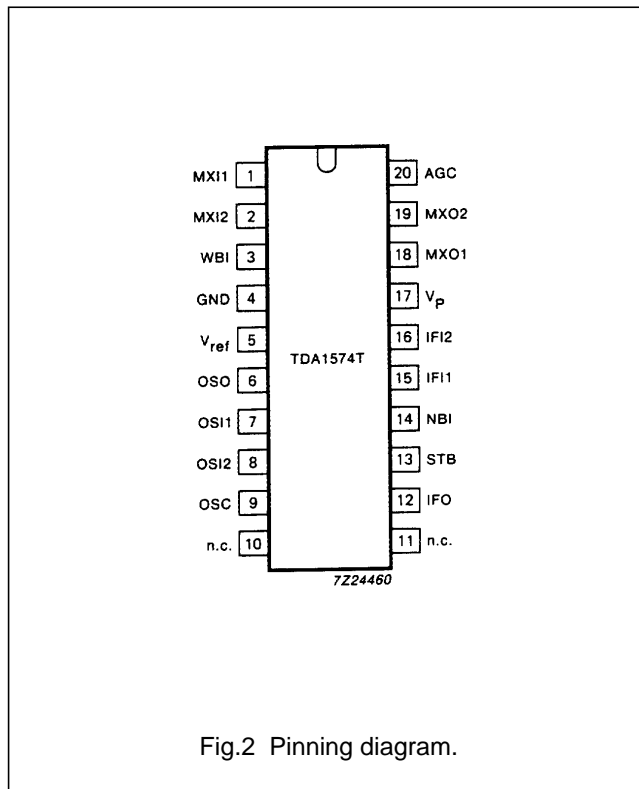 MXI1 1 20 AGC
MXI2 2 19 MXO2
WBI 3 18 MXO1
GND 4 17 Vp
Vref 5 16 IFI2
TDA1574T
OSO 6 15 IFI1
OSI1 7 14 NBI
OSI2 8 13 STB
OSC 9 12 IFO
n.c. 10 11 n.c.
7Z24460
Fig.2 Pinning diagram.